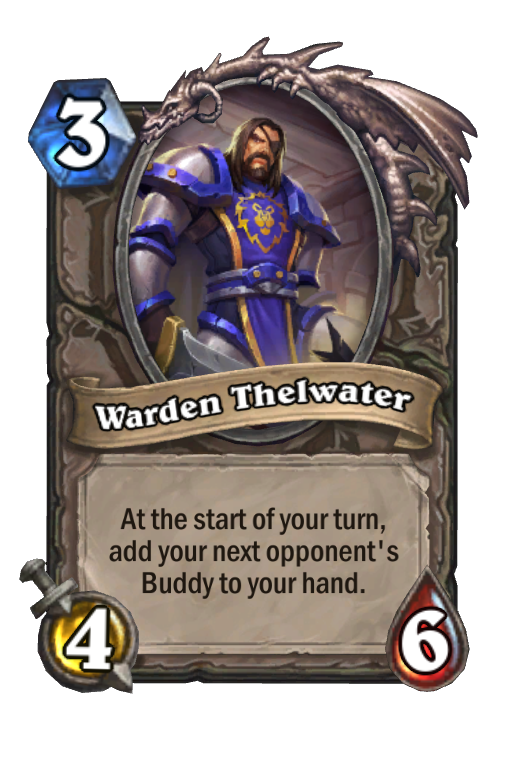 3
Warden Thelwater
At the start of your turn,
add your next opponent's
Buddy to your hand.
4
6